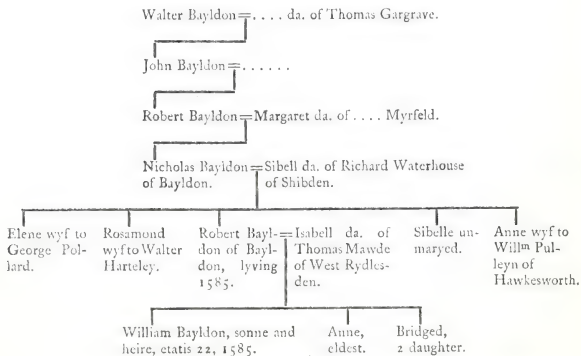 Walter Bayldon=. . . . da. of Thomas Gargrave.
John Bayldon=. . . . . .
Robert Bayldon=Margaret da. of . . . . Myrfeld.
Nicholas Bayldon=Sibell da. of Richard Waterhouse
of Bayldon. of Shibden.
Elene wyf to
George Pol-
lard.
Rosamond
wyf to Walter
Harteley.
Robert Bayl-
don of Bayl-
don, lyving
1585.
=Isabell da. of
Thomas Mawde
of West Rydles-
den.
Sibelle un-
maryed.
Anne wyf to
Willm Pul-
leyn of
Hawkesworth.
William Bayldon, sonne and
heire, etatis 22, 1585.
Anne,
eldest.
Bridged,
2 daughter.